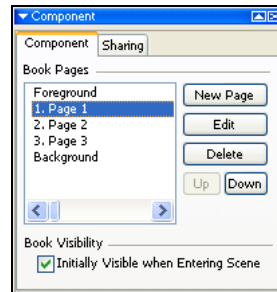 Component
Component Sharing
Book Pages
Foreground
1. Page 1
2. Page 2
3. Page 3
Background
New Page
Edit
Delete
Up Down
Book Visibility
Initially Visible when Entering Scene